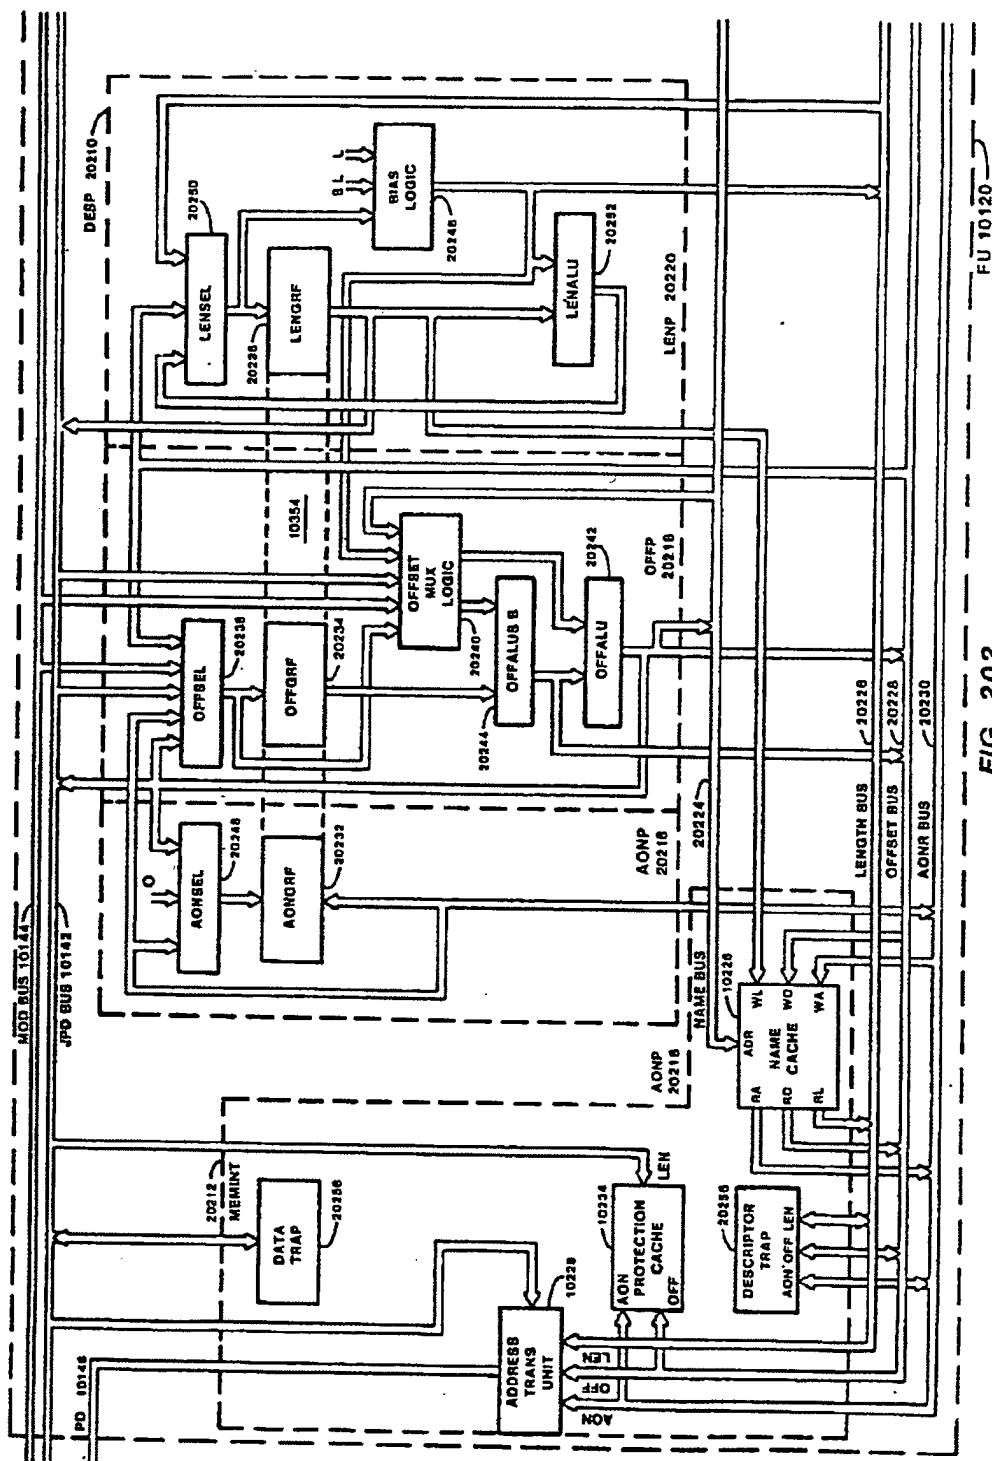 MOD BUS 10144
JPD BUS 10142
PD 10146
DESP 20210
20212
MEMINT
DATA
TRAP
20256
ADDRESS
TRANS
UNIT
10228
AON
OFF
LEN
10234
AON
PROTECTION
CACHE
OFF
LEN
20256
DESCRIPTOR
TRAP
AON OFF LEN
AONP
20216
NAME BUS
10226
ADR
NAME
CACHE
RA
RO
RL
WL
WO
WA
AONSEL
20248
O
AONGRF
20232
AONP
20216
OFFSEL
20238
OFFGRF
20234
10354
OFFSET
MUX
LOGIC
20240
OFFALUS B
20244
OFFALU
20242
OFFP
20218
20224
LENSEL
20250
20236
LENGRF
BIAS
LOGIC
B L
L
20246
LENALU
20252
LENP 20220
LENGTH BUS
20226
OFFSET BUS
20228
AONR BUS
20230
FU 10120
FIG. 202